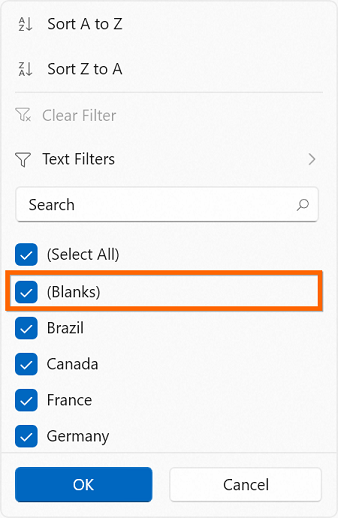 Sort A to Z
Sort Z to A
Clear Filter
Text Filters
Search
(Select All)
(Blanks)
Brazil
Canada
France
Germany
OK Cancel